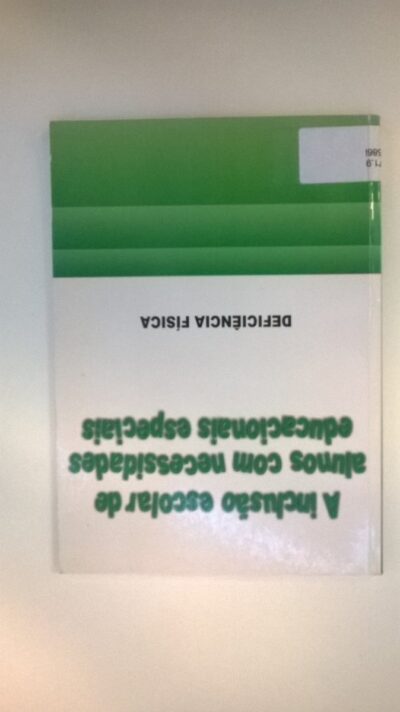 A inclusão escolar de
alunos com necessidades
educacionais especiais
DEFICIÊNCIA FÍSICA